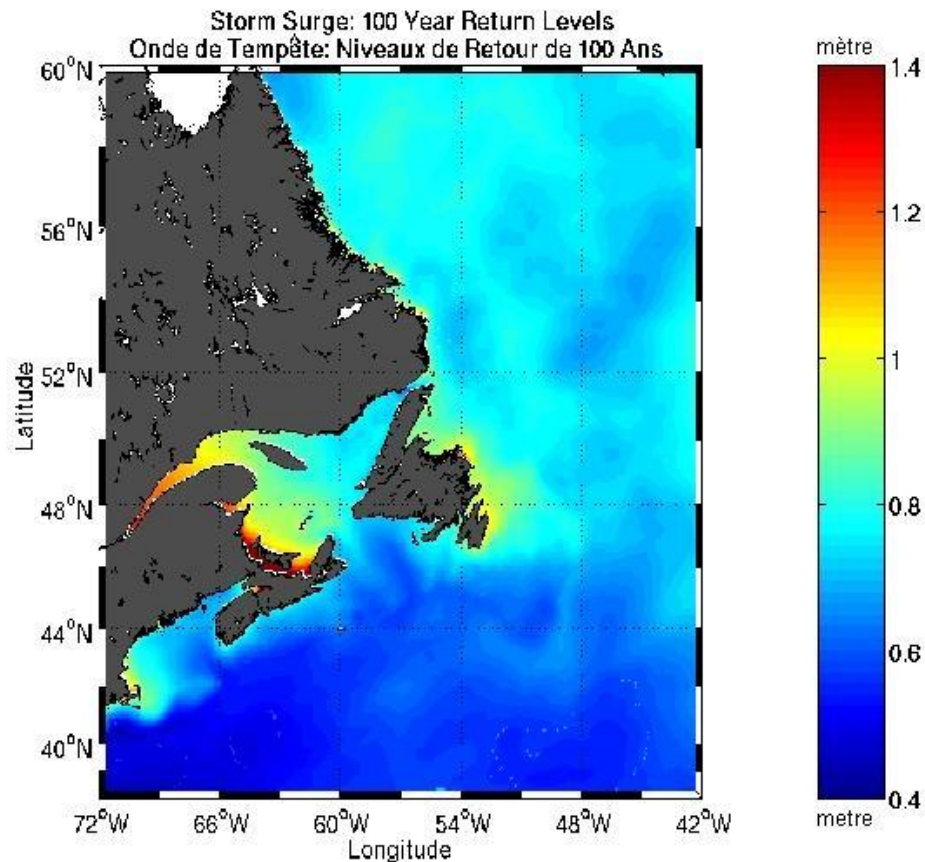 Storm Surge: 100 Year Return Levels
Onde de Tempête: Niveaux de Retour de 100 Ans
mètre
60°N
56°N
52°N
48°N
44°N
40°N
Latitude
72°W 66°W 60°W 54°W 48°W 42°W
Longitude
1.4
1.2
1
0.8
0.6
0.4
metre